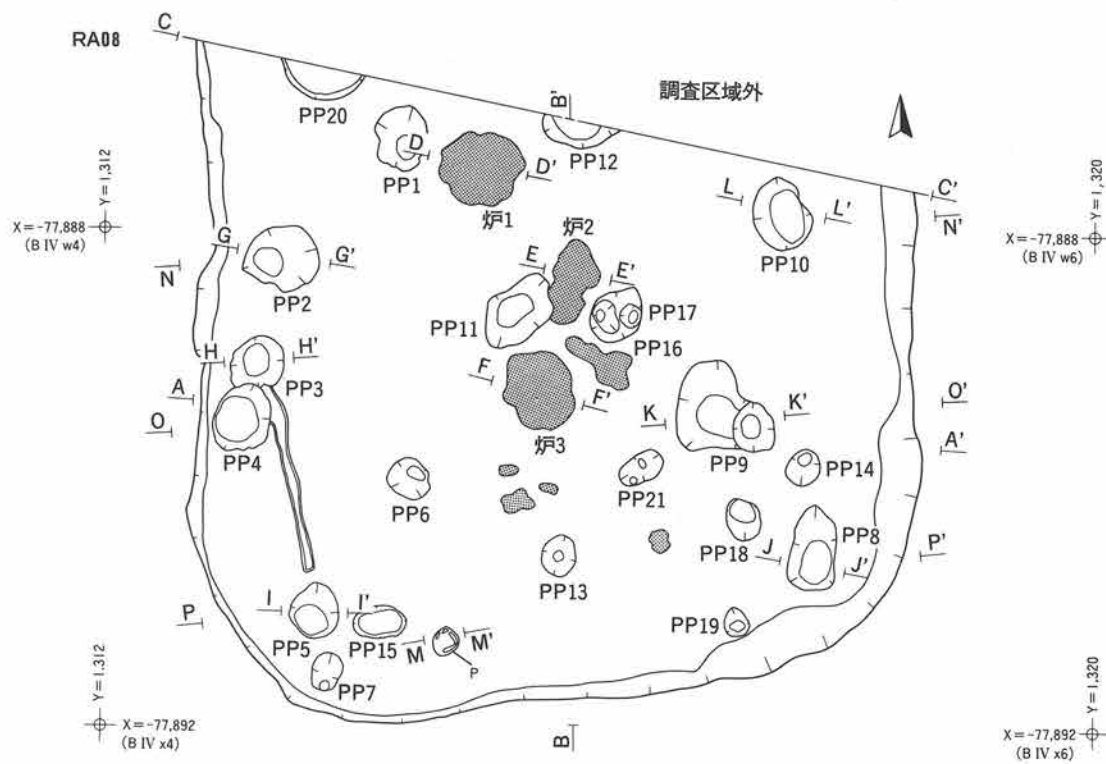 C
RA08
調査区域外
B'
PP20
PP12
PP1
D
D'
炉1
L
L'
C'
N'
PP10
Y=1,312
X=-77,888
(B IV w4)
Y=1,320
X=-77,888
(B IV w6)
G
G'
N
PP2
炉2
E
E'
PP11
PP17
PP16
H
H'
PP3
A
O
PP4
F
F'
炉3
K
K'
PP9
O'
A'
PP14
PP6
PP21
PP18
PP8
J
J'
P'
PP13
P
I
I'
PP5
PP15
M
M'
P
PP7
PP19
Y=1,312
X=-77,892
(B IV x4)
B
Y=1,320
X=-77,892
(B IV x6)